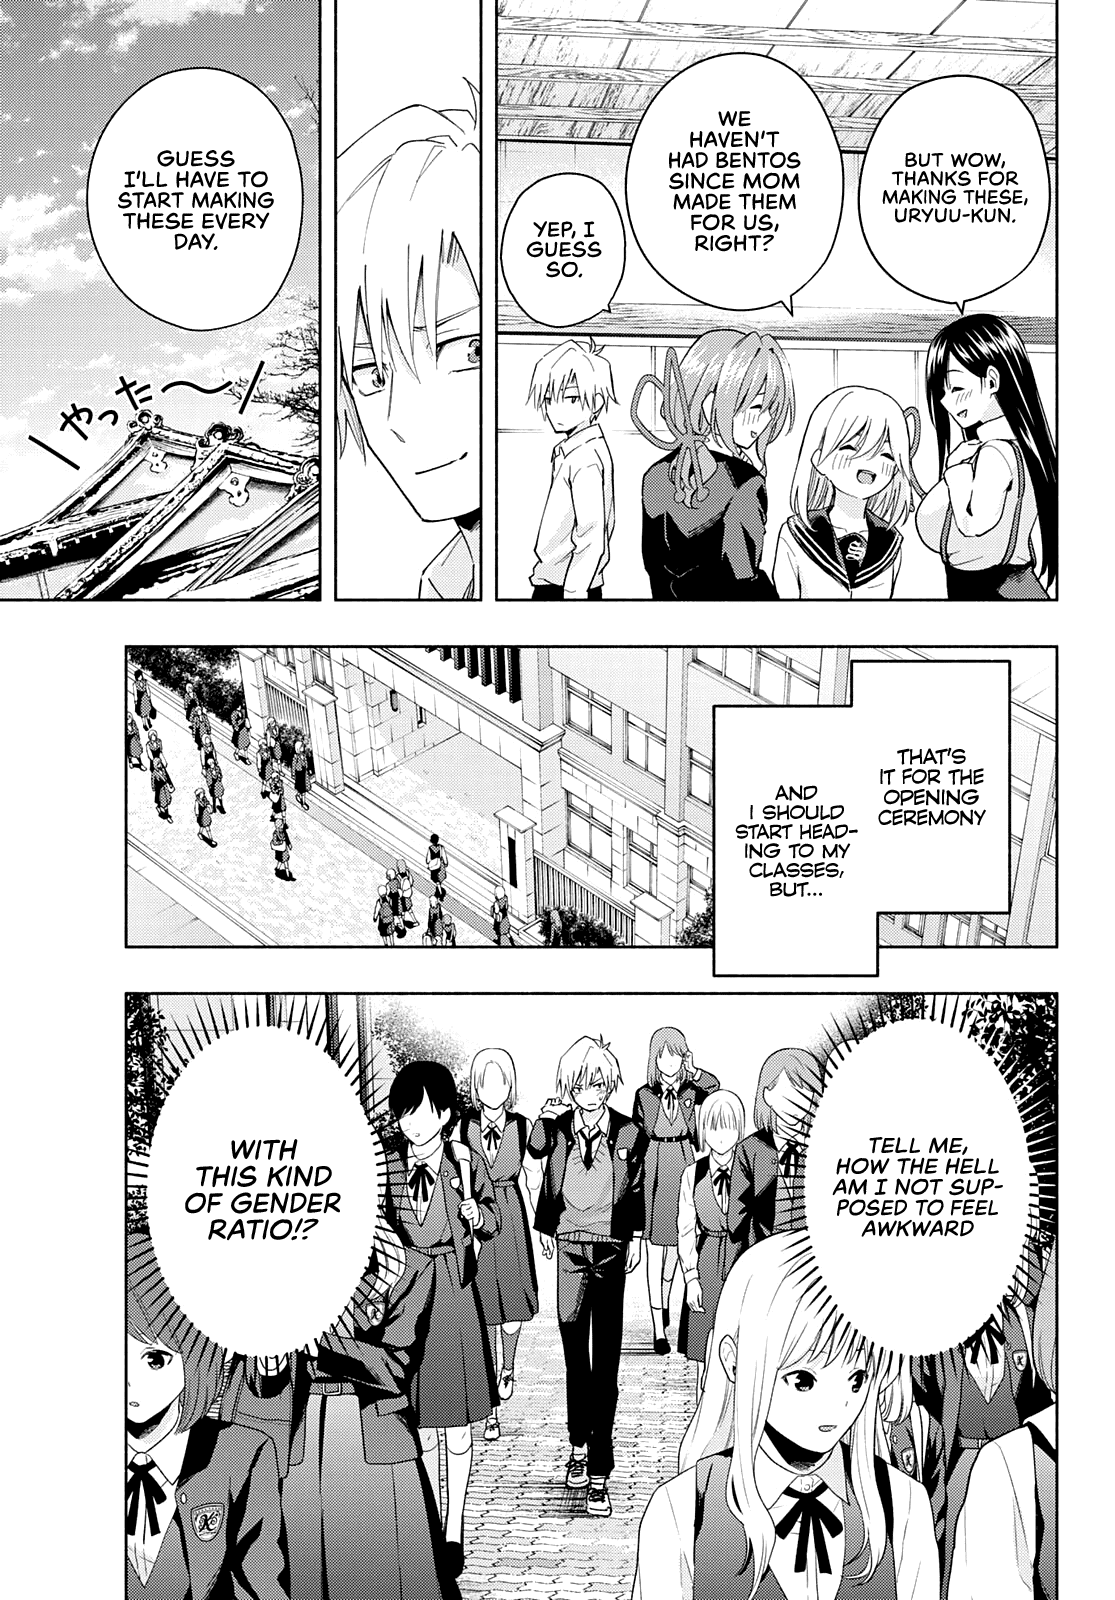 BUT WOW,
THANKS FOR
MAKING THESE,
URYUU-KUN.
WE
HAVEN'T
HAD BENTOS
SINCE MOM
MADE THEM
FOR US,
RIGHT?
YEP, I
GUESS
SO.
GUESS
I'LL HAVE TO
START MAKING
THESE EVERY
DAY.
やった～
THAT'S
IT FOR THE
OPENING
CEREMONY
AND
I SHOULD
START HEAD-
ING TO MY
CLASSES,
BUT...
TELL ME,
HOW THE HELL
AM I NOT SUP-
POSED TO FEEL
AWKWARD
WITH
THIS KIND
OF GENDER
RATIO!?